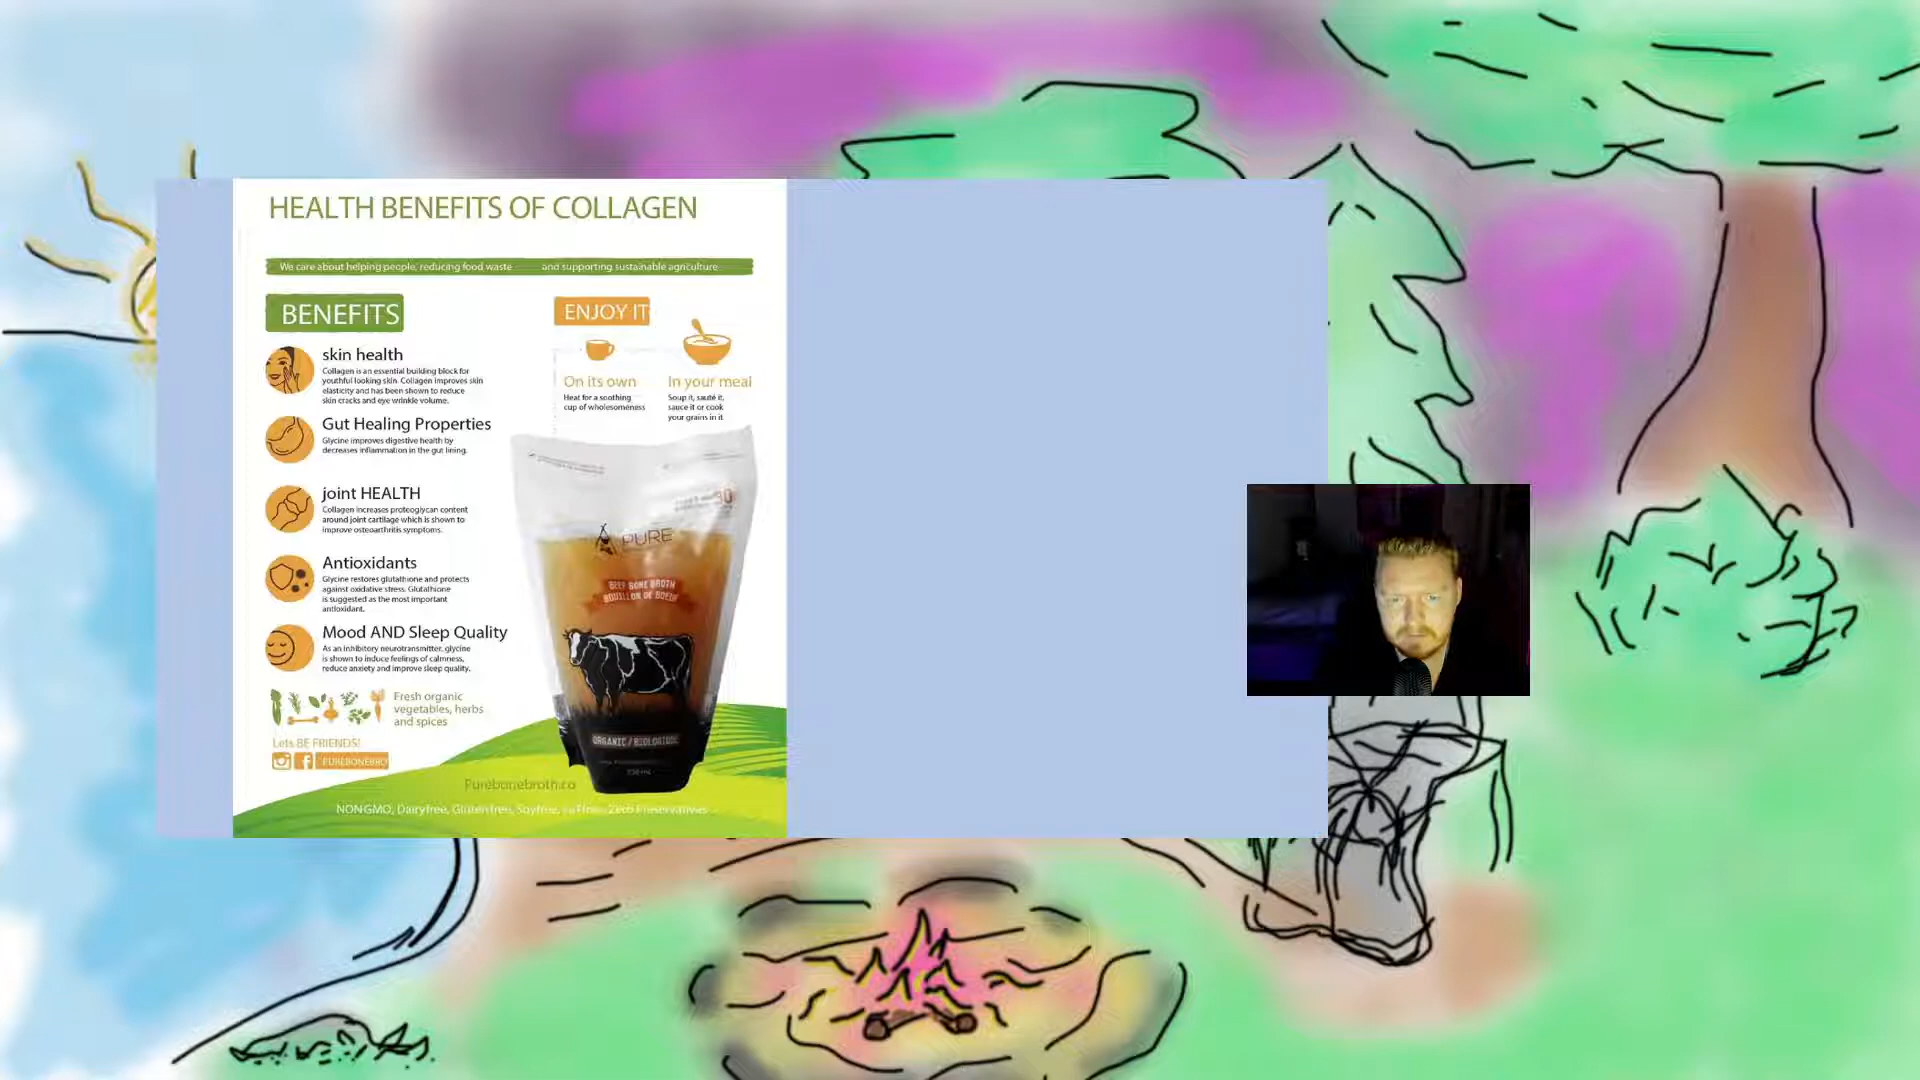 HEALTH BENEFITS OF COLLAGEN
We care about helping people, reducing food waste and supporting sustainable agriculture
BENEFITS
skin health
Collagen is an essential building block for
youthful looking skin. Collagen improves skin
elasticity and has been shown to reduce
skin cracks and eye wrinkle volume.
Gut Healing Properties
Glycine improves digestive health by
decreases inflammation in the gut lining.
joint HEALTH
Collagen increases proteoglycan content
around joint cartilage which is shown to
improve osteoarthritis symptoms.
Antioxidants
Glycine restores glutathione and protects
against oxidative stress. Glutathione
is suggested as the most important
antioxidant.
Mood AND Sleep Quality
As an inhibitory neurotransmitter, glycine
is shown to induce feelings of calmness,
reduce anxiety and improve sleep quality.
Fresh organic
vegetables, herbs
and spices
Lets BE FRIENDS!
PUREBONEBRO
ENJOY IT
On its own
Heat for a soothing
cup of wholesomeness
In your meal
Soup it, sauté it,
sauce it or cook
your grains in it
30
PURE
BEEF BONE BROTH
BOUILLON DE BOEUF
ORGANIC / BIOLOGIQUE
Purebonebroth.co
NONGMO, Dairyfree, Glutenfree, Soyfree, Zero Preservatives